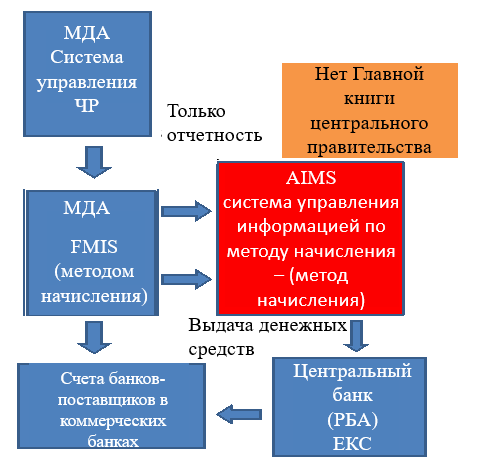 МДА
Система
управления
ЧР
Нет Главной
книги
центрального
правительства
Только
отчетность
МДА
FMIS
(методом
начисления)
AIMS
система управления
информацией по
методу начисления
– (метод
начисления)
Выдача денежных
средств
Счета банков-
поставщиков в
коммерческих
банках
Центральный
банк
(РБА)
ЕКС